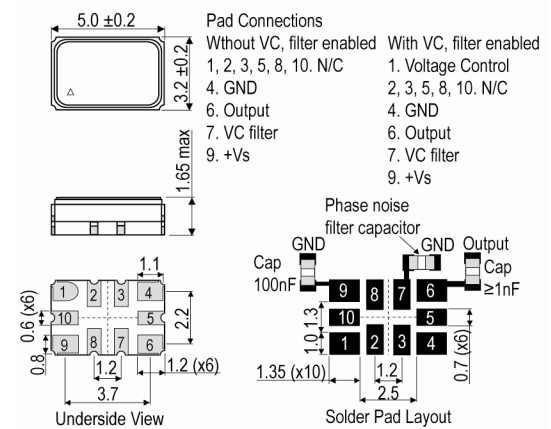 5.0 ±0.2
3.2 ±0.2
1.65 max
Pad Connections
Wthout VC, filter enabled
1, 2, 3, 5, 8, 10. N/C
4. GND
6. Output
7. VC filter
9. +Vs
With VC, filter enabled
1. Voltage Control
2, 3, 5, 8, 10. N/C
4. GND
6. Output
7. VC filter
9. +Vs
1.1
1 2 3 4
10 5
9 8 7 6
0.6 (x6)
0.8
2.2
1.2
1.2 (x6)
3.7
Underside View
Phase noise
filter capacitor
GND
GND
Output
Cap
100nF
Cap
≥1nF
9 8 7 6
10 5
1 2 3 4
1.3
1.0
0.7 (x6)
1.35 (x10)
1.2
2.5
Solder Pad Layout